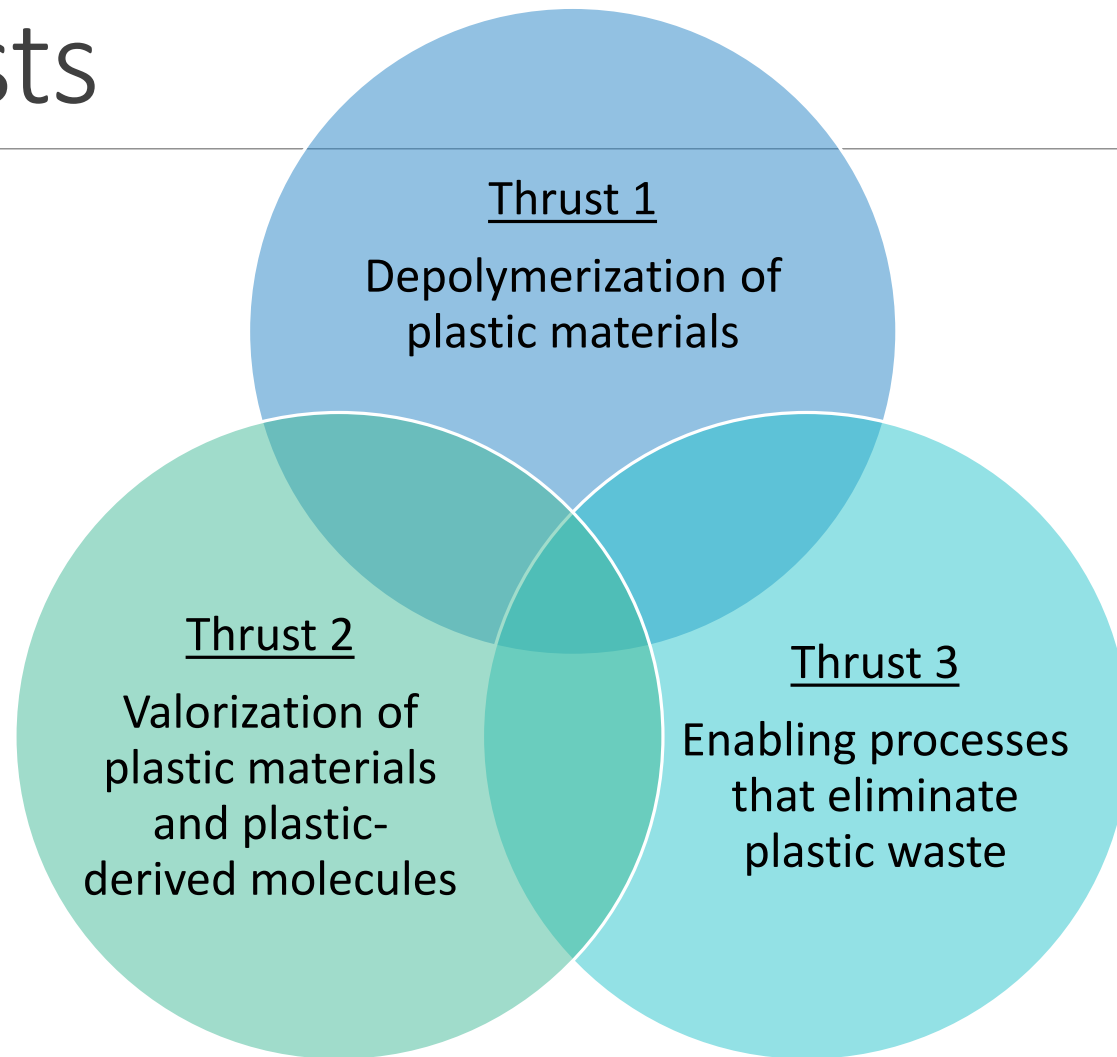 sts
Thrust 1
Depolymerization of
plastic materials
Thrust 2
Valorization of
plastic materials
and plastic-
derived molecules
Thrust 3
Enabling processes
that eliminate
plastic waste